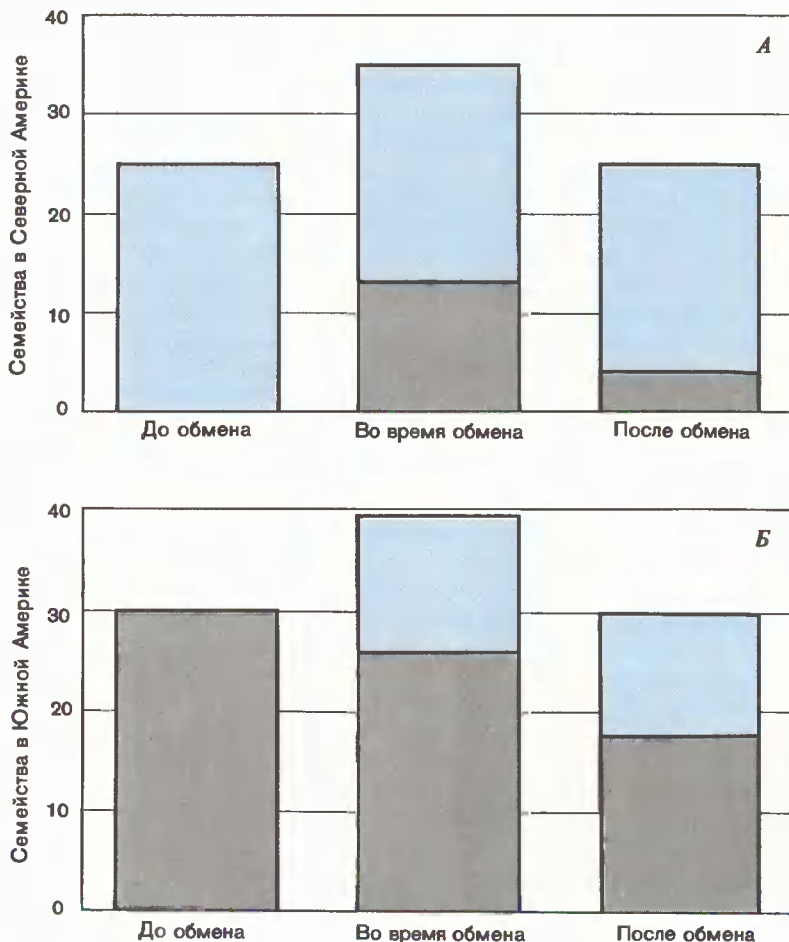 Семейства в Северной Америке
40
30
20
10
0
А
До обмена
Во время обмена
После обмена
Семейства в Южной Америке
40
30
20
10
0
Б
До обмена
Во время обмена
После обмена